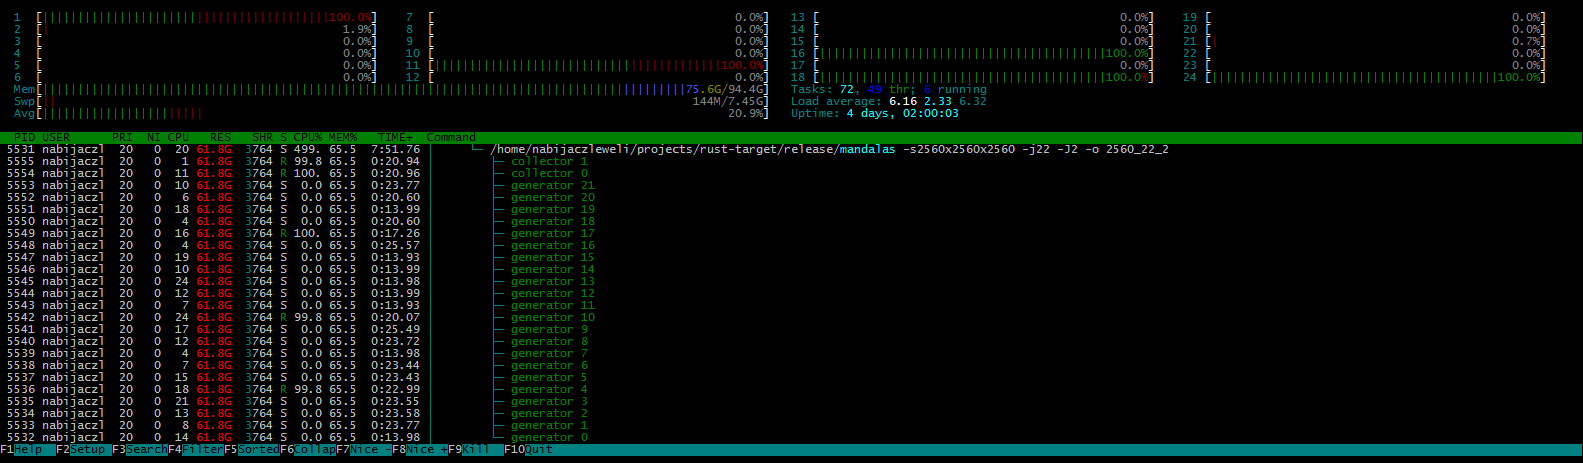 1 [100.0%] 7 [0.0%] 13 [0.0%] 19 [0.0%]
2 [1.9%] 8 [0.0%] 14 [0.0%] 20 [0.0%]
3 [0.0%] 9 [0.0%] 15 [0.0%] 21 [0.7%]
4 [0.0%] 10 [0.0%] 16 [100.0%] 22 [0.0%]
5 [0.0%] 11 [100.0%] 17 [0.0%] 23 [0.0%]
6 [0.0%] 12 [0.0%] 18 [100.0%] 24 [100.0%]
Mem[75.6G/94.4G] Tasks: 72, 49 thr; 6 running
Swp[144M/7.45G] Load average: 6.16 2.33 6.32
Avg[20.9%] Uptime: 4 days, 02:00:03
PID USER PRI NI CPU RES SHR S CPU% MEM% TIME+ Command
5531 nabijaczl 20 0 20 61.8G 3764 S 499. 65.5 7:51.76 /home/nabijaczleweli/projects/rust-target/release/mandalas -s2560x2560x2560 -j22 -J2 -o 2560_22_2
5555 nabijaczl 20 0 1 61.8G 3764 R 99.8 65.5 0:20.94 collector 1
5554 nabijaczl 20 0 11 61.8G 3764 R 100. 65.5 0:20.96 collector 0
5553 nabijaczl 20 0 10 61.8G 3764 S 0.0 65.5 0:23.77 generator 21
5552 nabijaczl 20 0 6 61.8G 3764 S 0.0 65.5 0:20.60 generator 20
5551 nabijaczl 20 0 18 61.8G 3764 S 0.0 65.5 0:13.99 generator 19
5550 nabijaczl 20 0 4 61.8G 3764 S 0.0 65.5 0:20.60 generator 18
5549 nabijaczl 20 0 16 61.8G 3764 R 100. 65.5 0:17.26 generator 17
5548 nabijaczl 20 0 4 61.8G 3764 S 0.0 65.5 0:25.57 generator 16
5547 nabijaczl 20 0 19 61.8G 3764 S 0.0 65.5 0:13.93 generator 15
5546 nabijaczl 20 0 10 61.8G 3764 S 0.0 65.5 0:13.99 generator 14
5545 nabijaczl 20 0 24 61.8G 3764 S 0.0 65.5 0:13.98 generator 13
5544 nabijaczl 20 0 12 61.8G 3764 S 0.0 65.5 0:13.99 generator 12
5543 nabijaczl 20 0 7 61.8G 3764 S 0.0 65.5 0:13.93 generator 11
5542 nabijaczl 20 0 24 61.8G 3764 R 99.8 65.5 0:20.07 generator 10
5541 nabijaczl 20 0 17 61.8G 3764 S 0.0 65.5 0:25.49 generator 9
5540 nabijaczl 20 0 12 61.8G 3764 S 0.0 65.5 0:23.72 generator 8
5539 nabijaczl 20 0 4 61.8G 3764 S 0.0 65.5 0:13.98 generator 7
5538 nabijaczl 20 0 7 61.8G 3764 S 0.0 65.5 0:23.44 generator 6
5537 nabijaczl 20 0 15 61.8G 3764 S 0.0 65.5 0:23.43 generator 5
5536 nabijaczl 20 0 18 61.8G 3764 R 99.8 65.5 0:22.99 generator 4
5535 nabijaczl 20 0 21 61.8G 3764 S 0.0 65.5 0:23.55 generator 3
5534 nabijaczl 20 0 13 61.8G 3764 S 0.0 65.5 0:23.58 generator 2
5533 nabijaczl 20 0 8 61.8G 3764 S 0.0 65.5 0:23.77 generator 1
5532 nabijaczl 20 0 14 61.8G 3764 S 0.0 65.5 0:13.98 generator 0
F1Help F2Setup F3SearchF4FilterF5SortedF6CollapF7Nice -F8Nice +F9Kill F10Quit